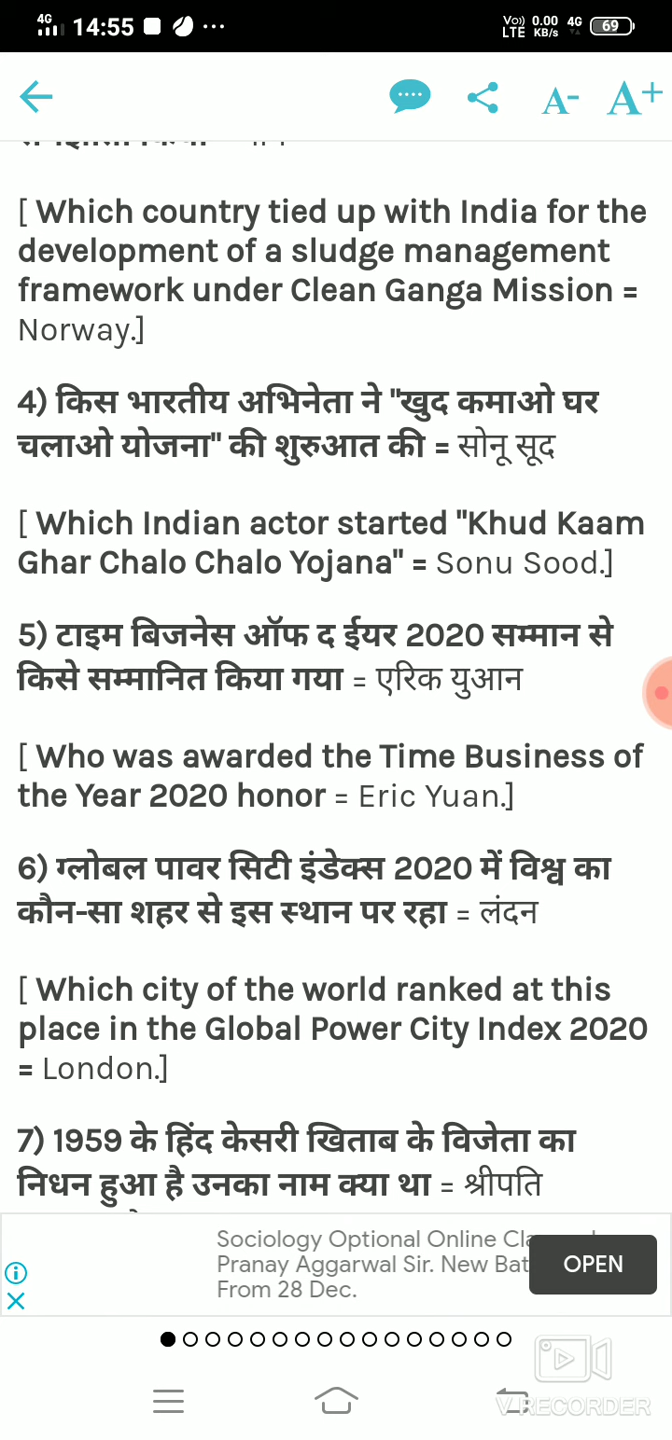 4G 14:55 ... Vo)) LTE 0.00 KB/s 4G 69
A- A+
[ Which country tied up with India for the
development of a sludge management
framework under Clean Ganga Mission =
Norway.]
4) किस भारतीय अभिनेता ने "खुद कमाओ घर
चलाओ योजना" की शुरुआत की = सोनू सूद
[ Which Indian actor started "Khud Kaam
Ghar Chalo Chalo Yojana" = Sonu Sood.]
5) टाइम बिजनेस ऑफ द ईयर 2020 सम्मान से
किसे सम्मानित किया गया = एरिक युआन
[ Who was awarded the Time Business of
the Year 2020 honor = Eric Yuan.]
6) ग्लोबल पावर सिटी इंडेक्स 2020 में विश्व का
कौन-सा शहर से इस स्थान पर रहा = लंदन
[ Which city of the world ranked at this
place in the Global Power City Index 2020
= London.]
7) 1959 के हिंद केसरी खिताब के विजेता का
निधन हुआ है उनका नाम क्या था = श्रीपति
Sociology Optional Online
Pranay Aggarwal Sir. New
From 28 Dec.
OPEN
V RECORDER